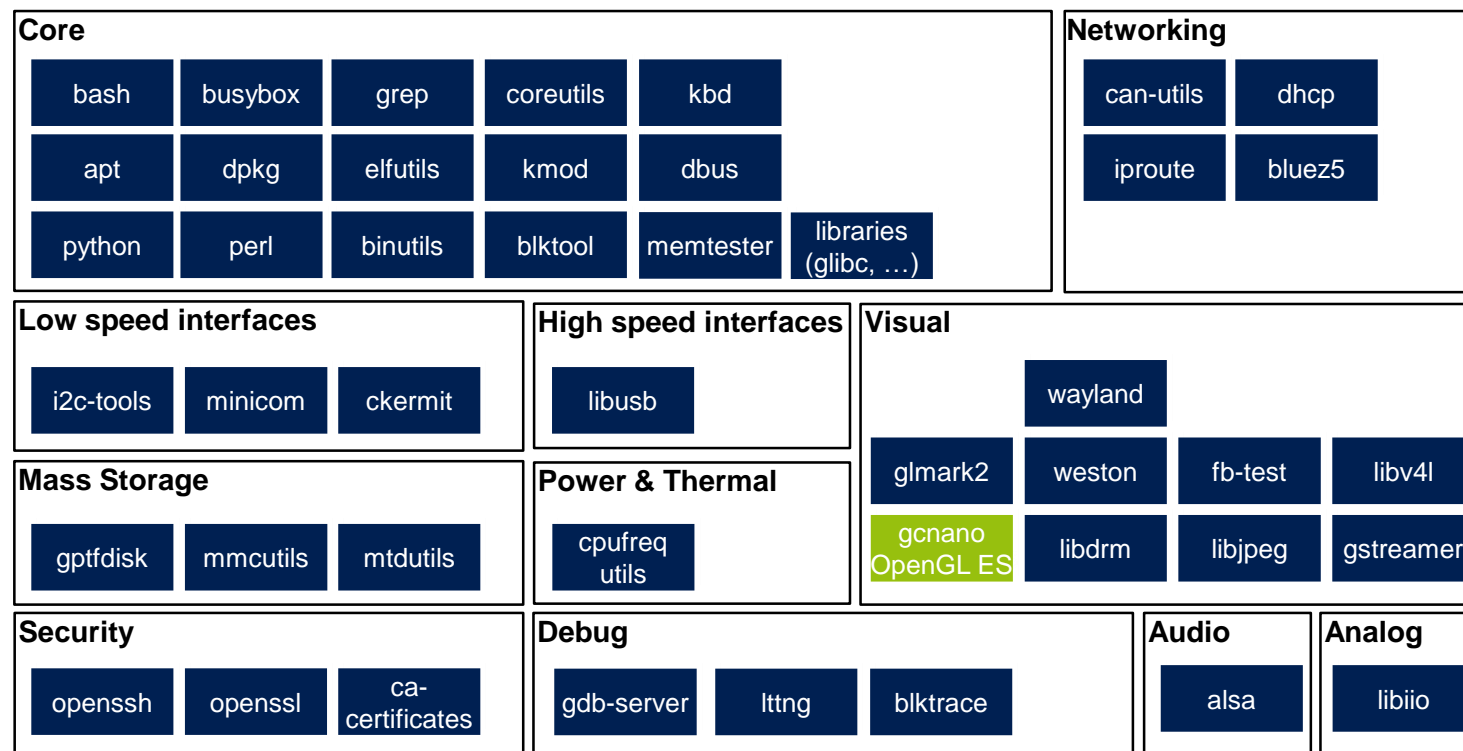 Core
bash
busybox
grep
coreutils
kbd
apt
dpkg
elfutils
kmod
dbus
python
perl
binutils
blktool
memtester
libraries
(glibc, …)
Networking
can-utils
dhcp
iproute
bluez5
Low speed interfaces
i2c-tools
minicom
ckermit
High speed interfaces
libusb
Visual
wayland
glmark2
weston
fb-test
libv4l
gcnano
OpenGL ES
libdrm
libjpeg
gstreamer
Mass Storage
gptfdisk
mmcutils
mtdutils
Power & Thermal
cpufreq
utils
Security
openssh
openssl
ca-
certificates
Debug
gdb-server
lttng
blktrace
Audio
alsa
Analog
libiio